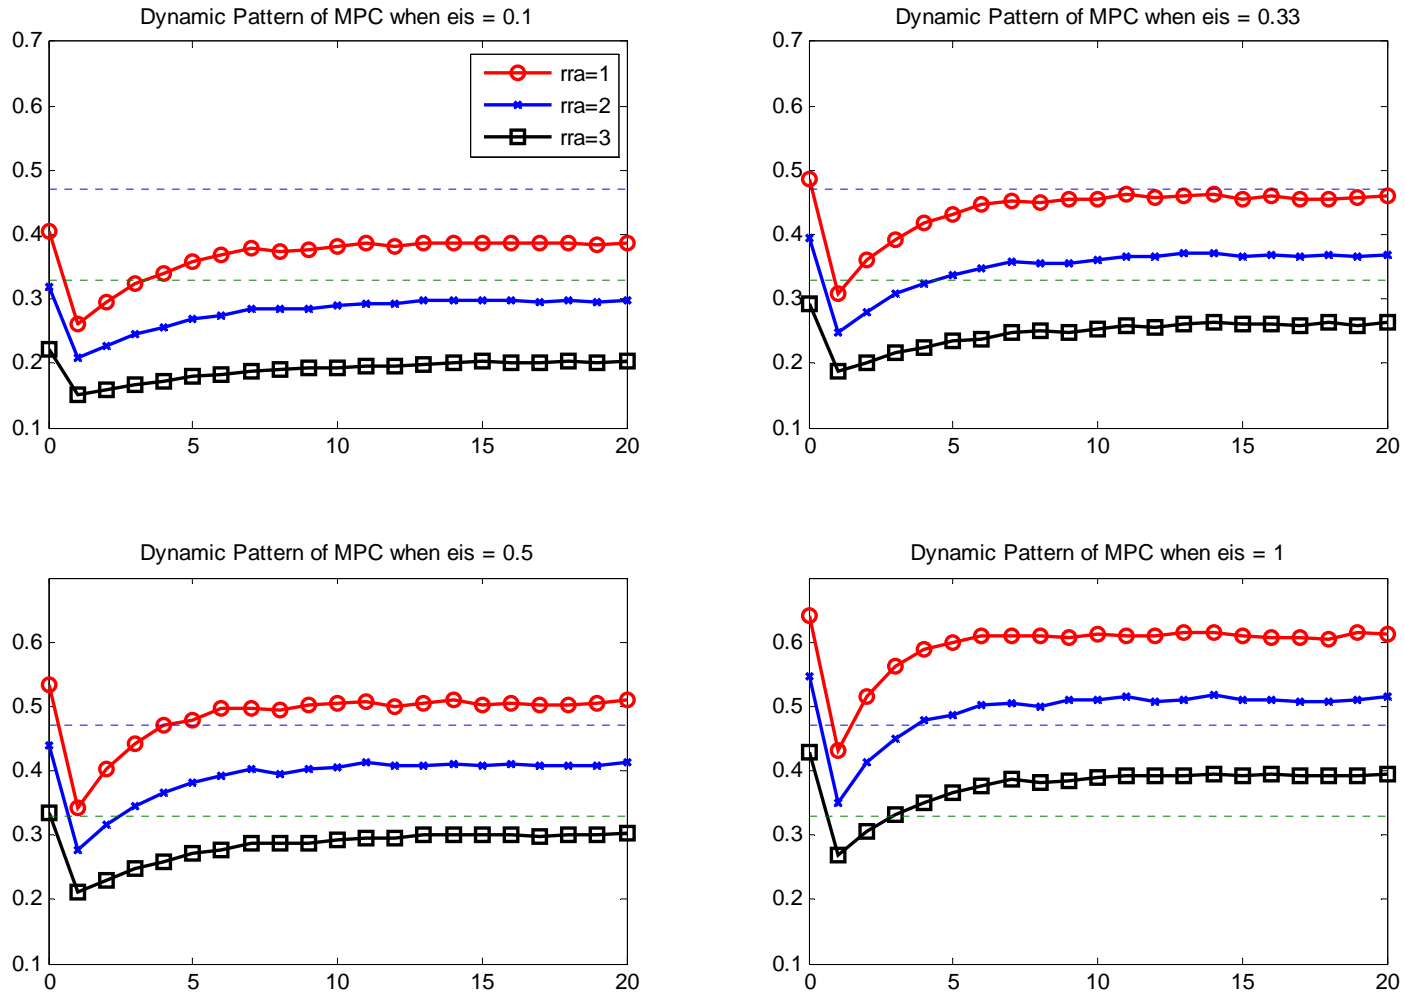 Dynamic Pattern of MPC when eis = 0.1
0.7
0.6
0.5
0.4
0.3
0.2
0.1
0 5 10 15 20
rra=1
rra=2
rra=3
Dynamic Pattern of MPC when eis = 0.33
0.7
0.6
0.5
0.4
0.3
0.2
0.1
0 5 10 15 20
Dynamic Pattern of MPC when eis = 0.5
0.6
0.5
0.4
0.3
0.2
0.1
0 5 10 15 20
Dynamic Pattern of MPC when eis = 1
0.6
0.5
0.4
0.3
0.2
0.1
0 5 10 15 20